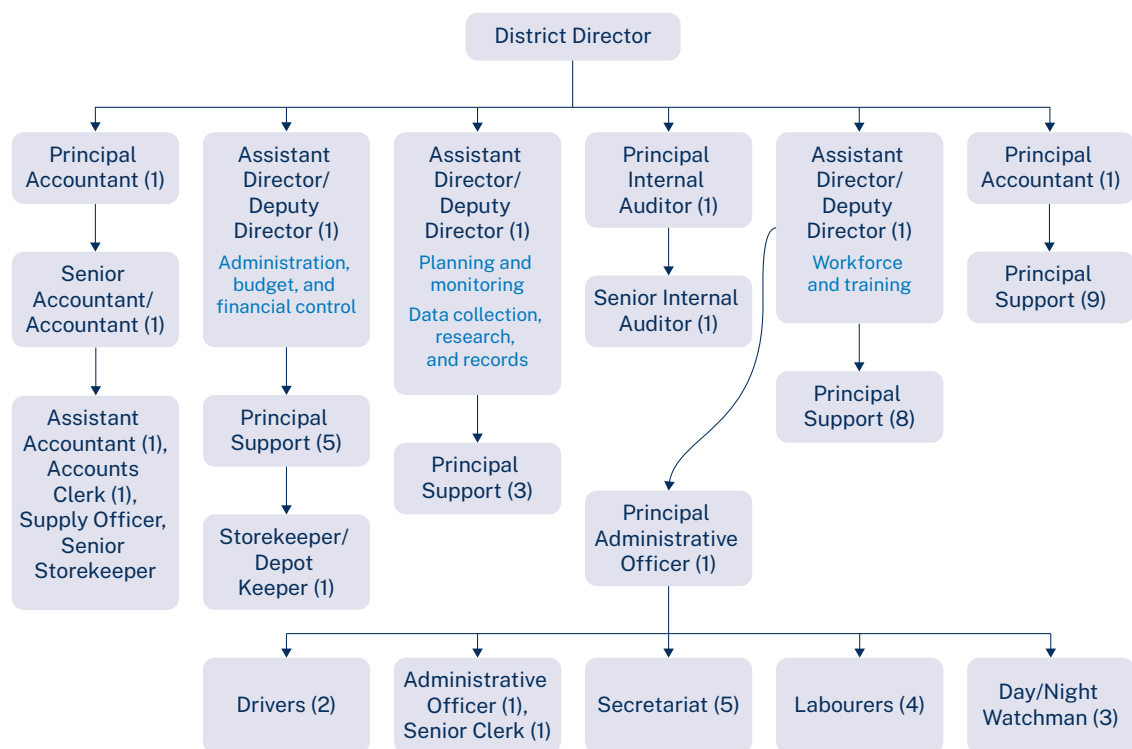 District Director
Principal
Accountant (1)
Assistant
Director/
Deputy
Director (1)
Administration,
budget, and
financial control
Assistant
Director/
Deputy
Director (1)
Planning and
monitoring
Data collection,
research,
and records
Principal
Internal
Auditor (1)
Assistant
Director/
Deputy
Director (1)
Workforce
and training
Principal
Accountant (1)
Senior
Accountant/
Accountant (1)
Senior Internal
Auditor (1)
Principal
Support (9)
Assistant
Accountant (1),
Accounts
Clerk (1),
Supply Officer,
Senior
Storekeeper
Principal
Support (5)
Principal
Support (3)
Principal
Support (8)
Storekeeper/
Depot
Keeper (1)
Principal
Administrative
Officer (1)
Drivers (2)
Administrative
Officer (1),
Senior Clerk (1)
Secretariat (5)
Labourers (4)
Day/Night
Watchman (3)